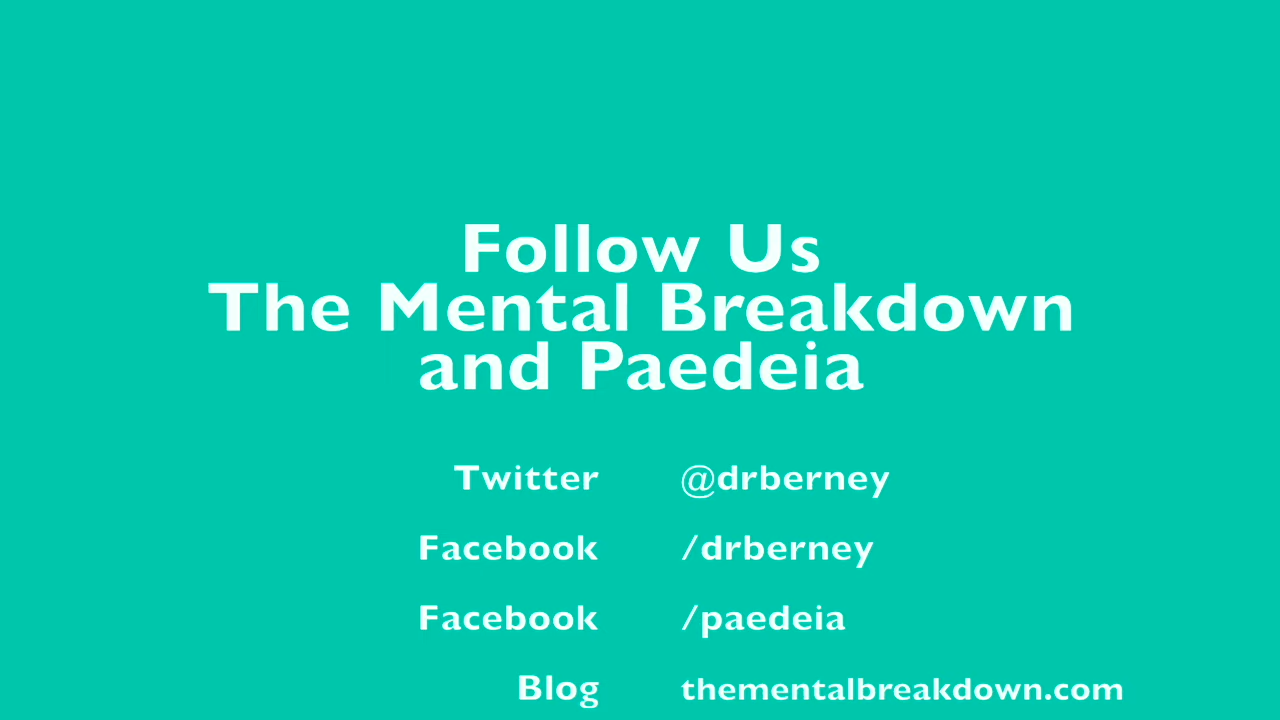 Follow Us
The Mental Breakdown
and Paedeia
Twitter @drberney
Facebook /drberney
Facebook /paedeia
Blog thementalbreakdown.com